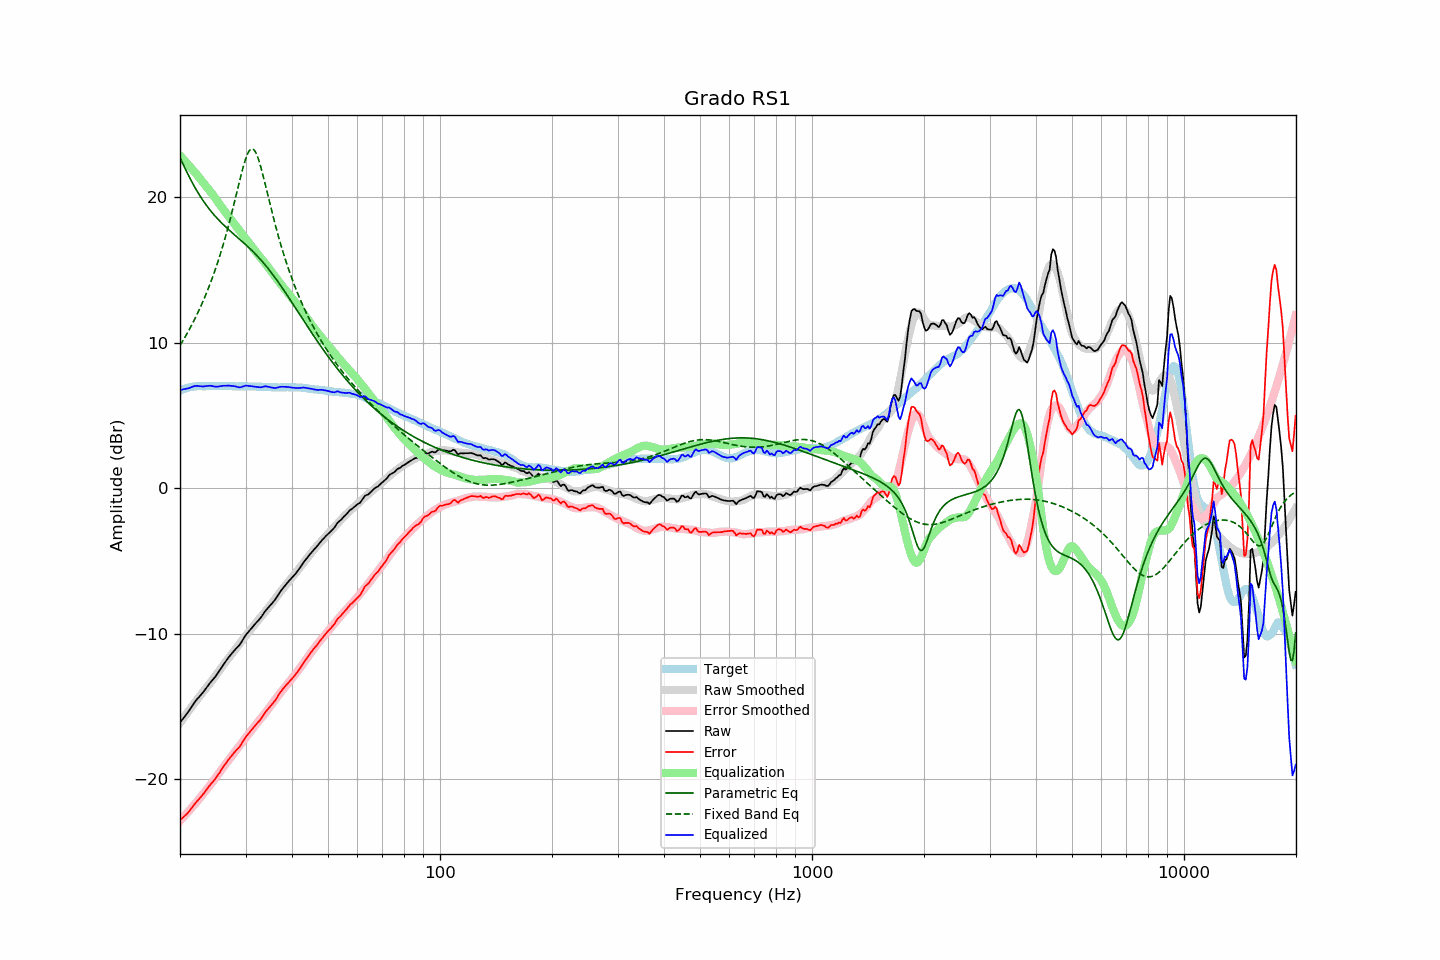 Grado RS1
Amplitude (dBr)
20
10
0
−10
−20
100
1000
10000
Frequency (Hz)
Target
Raw Smoothed
Error Smoothed
Raw
Error
Equalization
Parametric Eq
Fixed Band Eq
Equalized